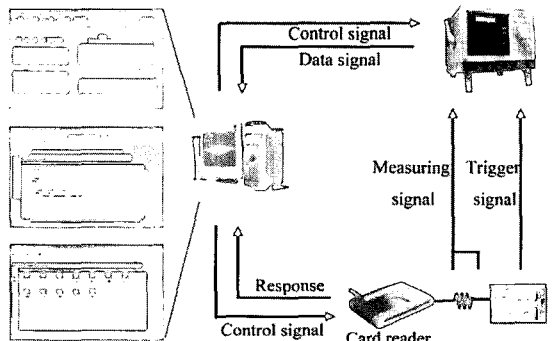 Control signal
Data signal
Measuring Trigger
signal signal
Response
Control signal
Card reader